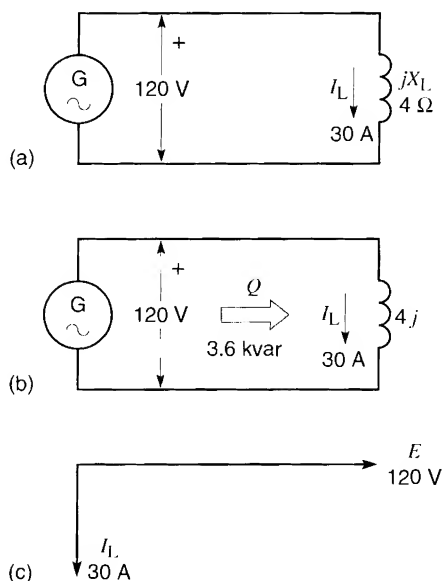 +
G
120 V
I_L
jX_L
4 Ω
30 A
(a)
+
Q
G
120 V
I_L
4 j
3.6 kvar
30 A
(b)
E
120 V
I_L
30 A
(c)